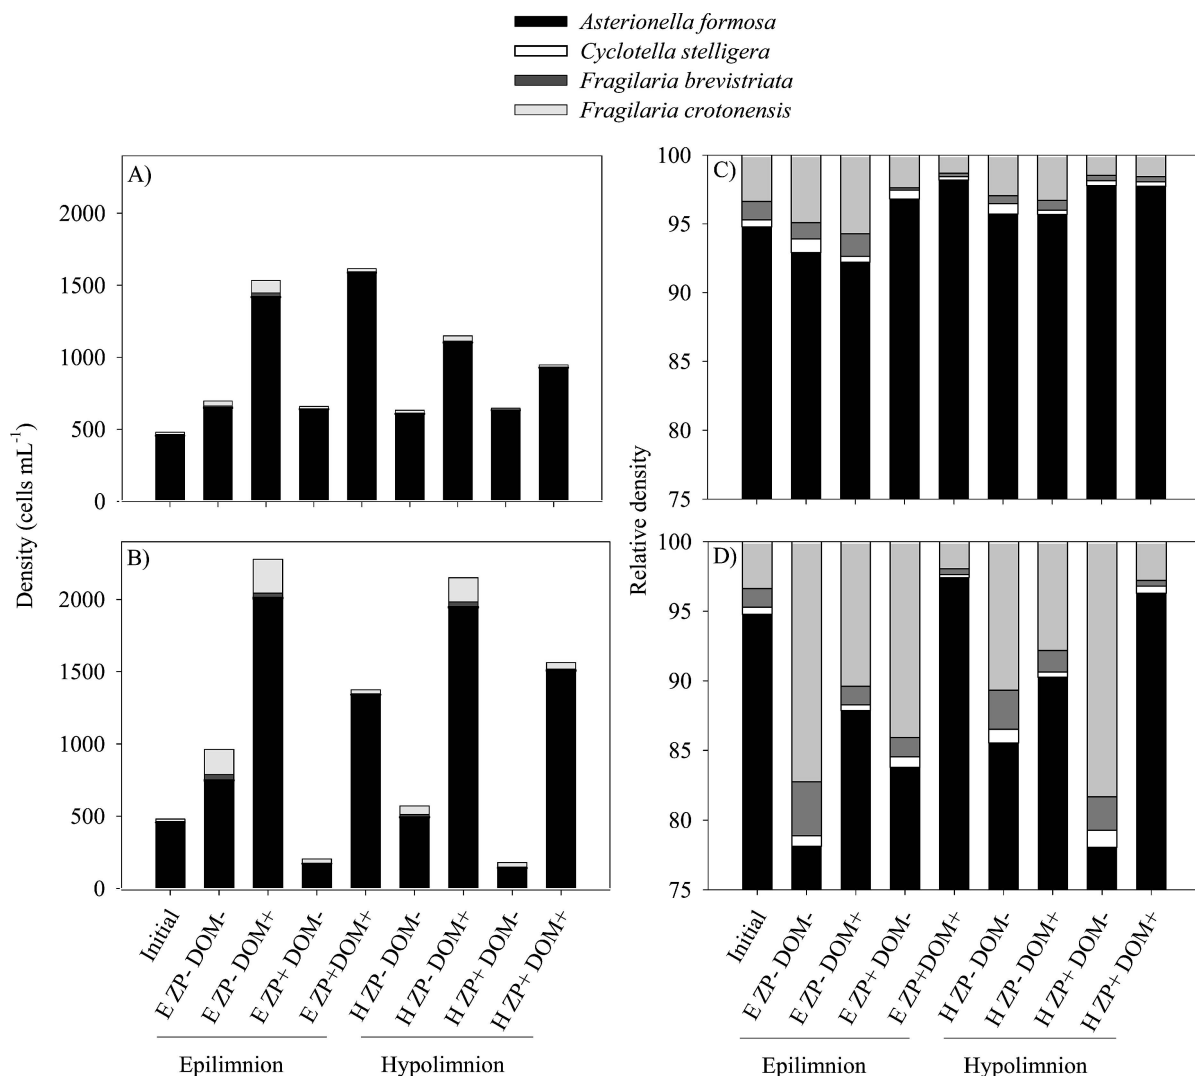 Asterionella formosa
Cyclotella stelligera
Fragilaria brevistriata
Fragilaria crotonensis
A)
2000
1500
1000
500
0
B)
2000
1500
1000
500
0
Density (cells mL-1)
Initial
E ZP- DOM-
E ZP- DOM+
E ZP+ DOM-
E ZP+DOM+
H ZP- DOM-
H ZP- DOM+
H ZP+ DOM-
H ZP+ DOM+
Epilimnion
Hypolimnion
C)
100
95
90
85
80
75
D)
100
95
90
85
80
75
Relative density
Initial
E ZP- DOM-
E ZP- DOM+
E ZP+ DOM-
E ZP+DOM+
H ZP- DOM-
H ZP- DOM+
H ZP+ DOM-
H ZP+ DOM+
Epilimnion
Hypolimnion